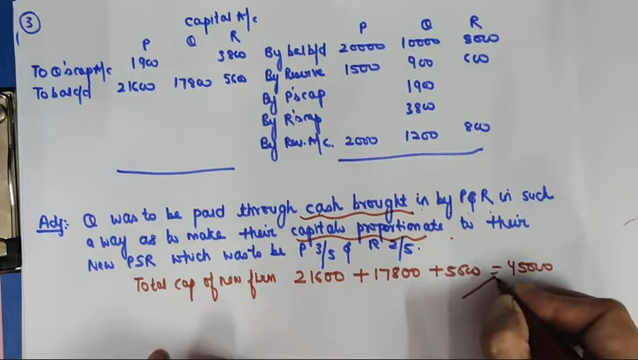 3
capital A/c
P Q R P Q R
To Q's cap A/c 1900 3800 By bal b/d 20000 10000 8000
To bal c/d 21600 17800 5600 By Reserve 1500 900 600
By P's cap 1900
By R's cap 3800
By Rev. A/c. 2000 1200 800
Adj: Q was to be paid through cash brought in by P & R in such
a way as to make their capitals proportionate to their
New PSR which was to be P 3/5 & R 2/5.
Total cap of new firm 21600 + 17800 + 5600 = 45000